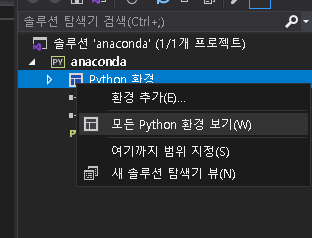 솔루션 탐색기 검색(Ctrl+;)
솔루션 'anaconda' (1/1개 프로젝트)
PY anaconda
Python 환경
환경 추가(E)...
모든 Python 환경 보기(W)
여기까지 범위 지정(S)
새 솔루션 탐색기 뷰(N)